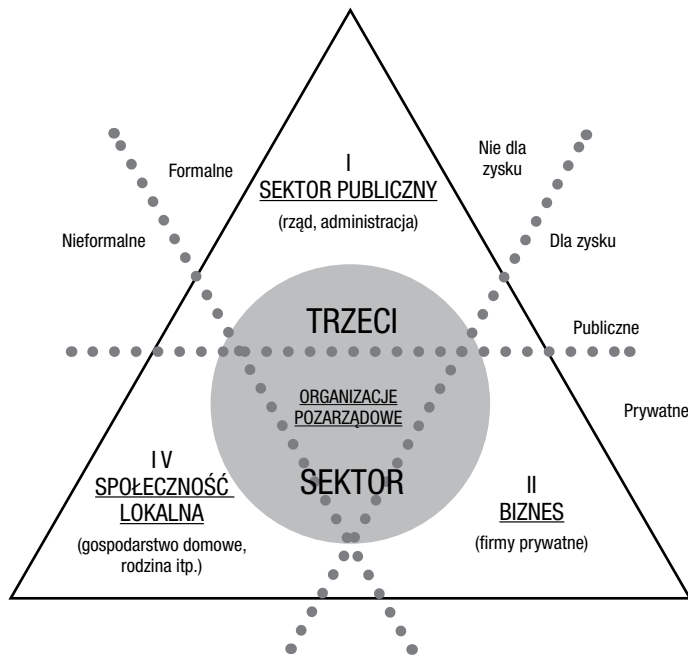 Formalne
Nieformalne
I
SEKTOR PUBLICZNY
(rząd, administracja)
Nie dla
zysku
Dla zysku
TRZECI
Publiczne
ORGANIZACJE
POZARZĄDOWE
Prywatne
SEKTOR
I V
SPOŁECZNOŚĆ
LOKALNA
(gospodarstwo domowe,
rodzina itp.)
II
BIZNES
(firmy prywatne)